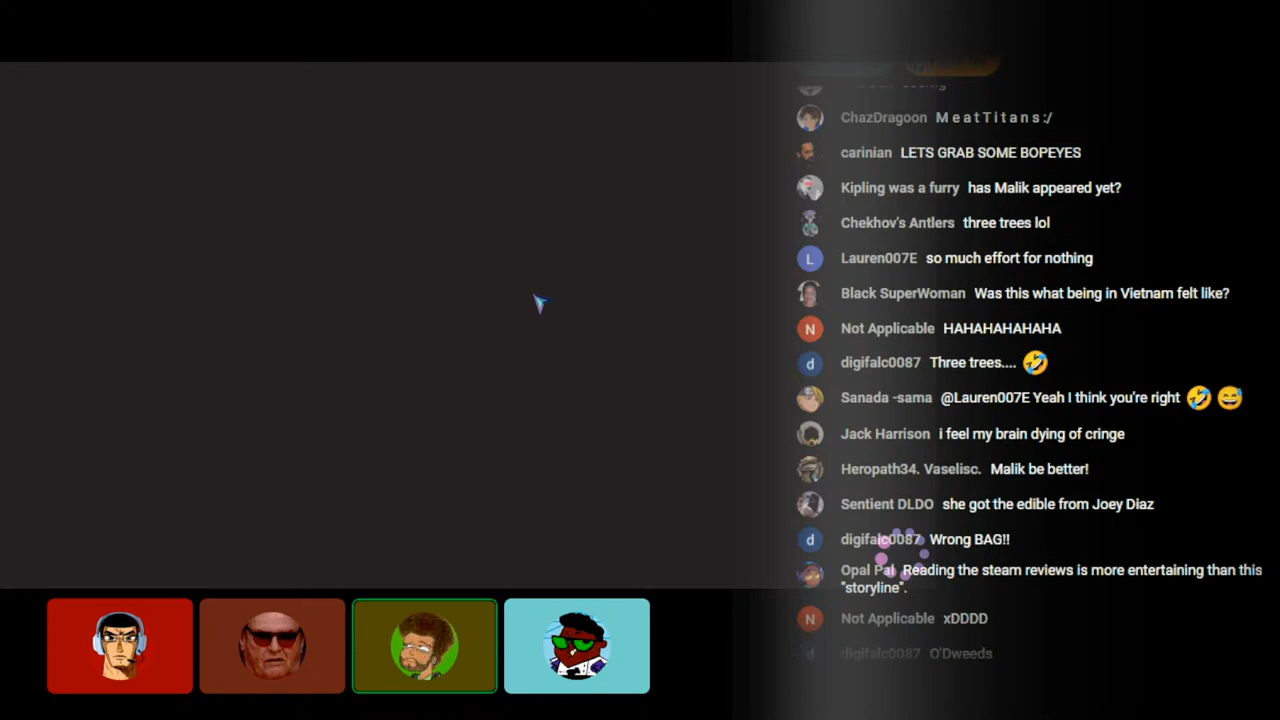 ChazDragoon M e a t T i t a n s :/
carinian LETS GRAB SOME BOPEYES
Kipling was a furry has Malik appeared yet?
Chekhov's Antlers three trees lol
L Lauren007E so much effort for nothing
Black SuperWoman Was this what being in Vietnam felt like?
N Not Applicable HAHAHAHAHAHA
d digifalc0087 Three trees.... 🤣
Sanada -sama @Lauren007E Yeah I think you're right 🤣 😅
Jack Harrison i feel my brain dying of cringe
Heropath34. Vaselisc. Malik be better!
Sentient DLDO she got the edible from Joey Diaz
d digifalc0087 Wrong BAG!!
Opal Pal Reading the steam reviews is more entertaining than this
"storyline".
N Not Applicable xDDDD
d digifalc0087 O'Dweeds